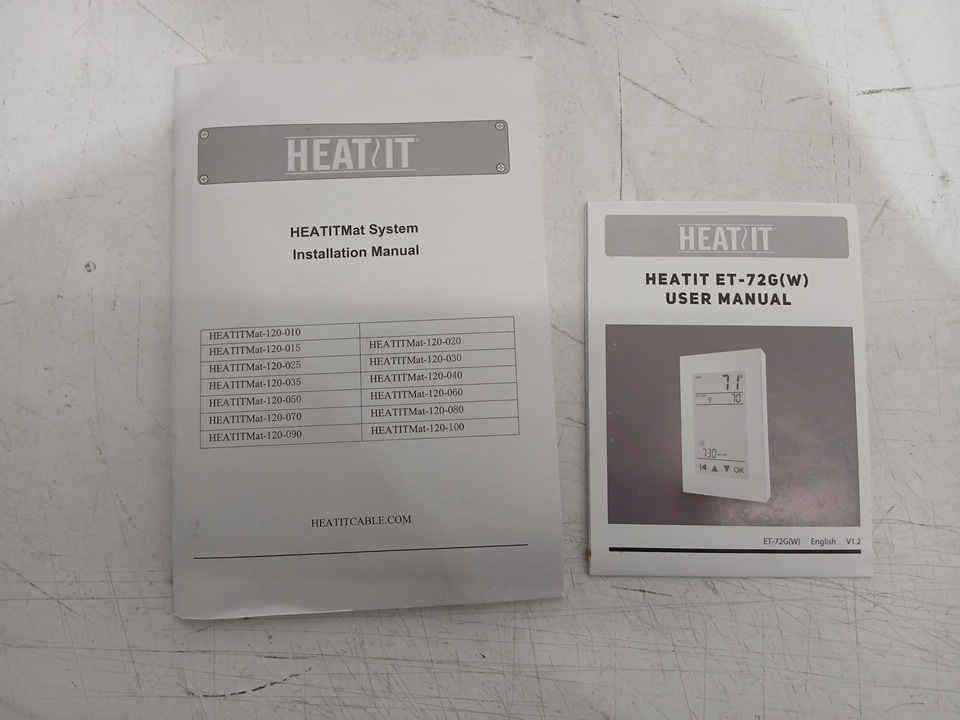 HEATIT
HEATITMat System
Installation Manual
HEATITMat-120-010
HEATITMat-120-015 HEATITMat-120-020
HEATITMat-120-025 HEATITMat-120-030
HEATITMat-120-035 HEATITMat-120-040
HEATITMat-120-050 HEATITMat-120-060
HEATITMat-120-070 HEATITMat-120-080
HEATITMat-120-090 HEATITMat-120-100
HEATITCABLE.COM
HEATIT
HEATIT ET-72G(W)
USER MANUAL
71°
70°
7:30
OK
ET-72G(W) English V1.2